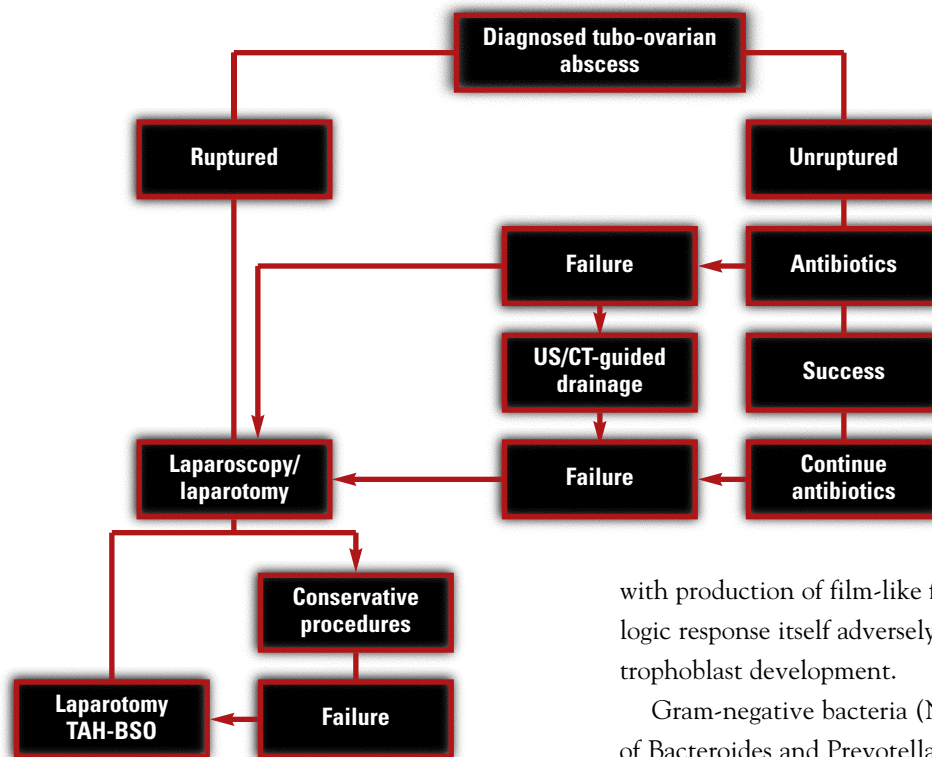 Diagnosed tubo-ovarian
abscess
Ruptured
Unruptured
Failure
Antibiotics
US/CT-guided
drainage
Success
Laparoscopy/
laparotomy
Failure
Continue
antibiotics
Conservative
procedures
Laparotomy
TAH-BSO
Failure
with production of film-like
logic response itself adversely
trophoblast development.
Gram-negative bacteria (
of Bacteroides and Prevotella